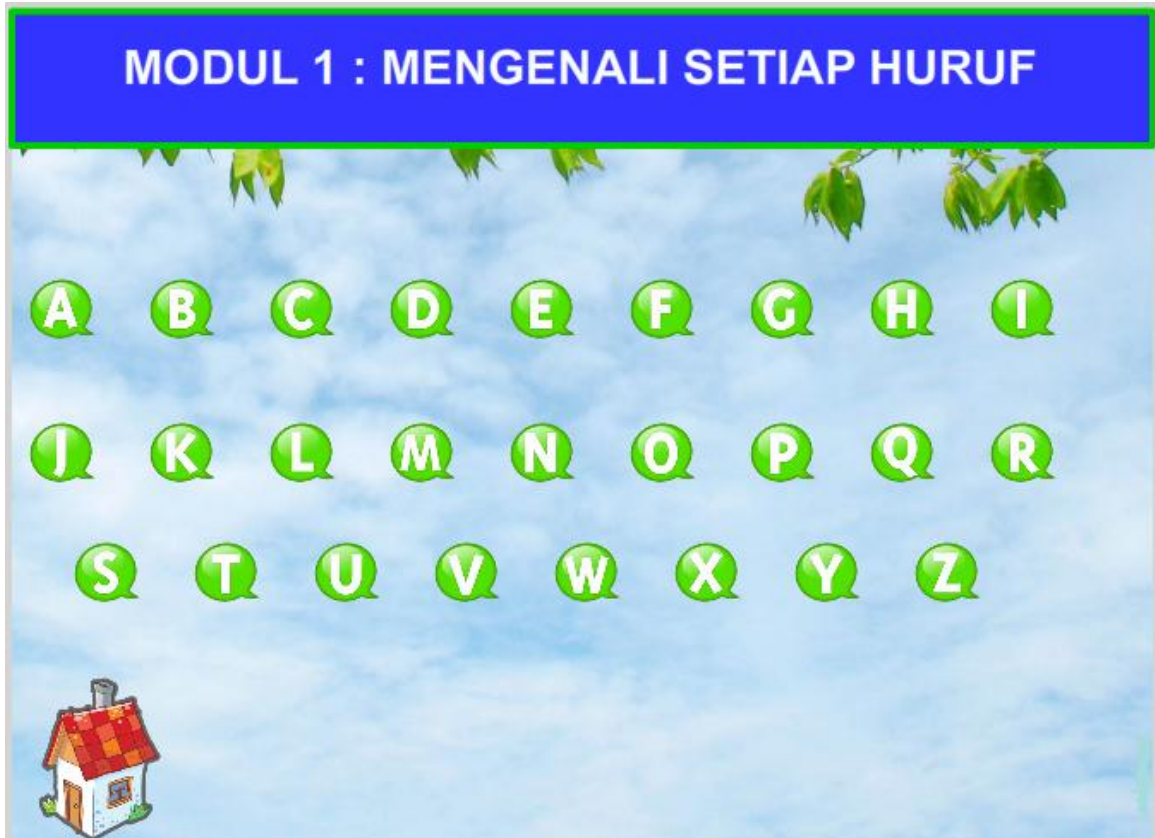 MODUL 1 : MENGENALI SETIAP HURUF
A B C D E F G H I
J K L M N O P Q R
S T U V W X Y Z